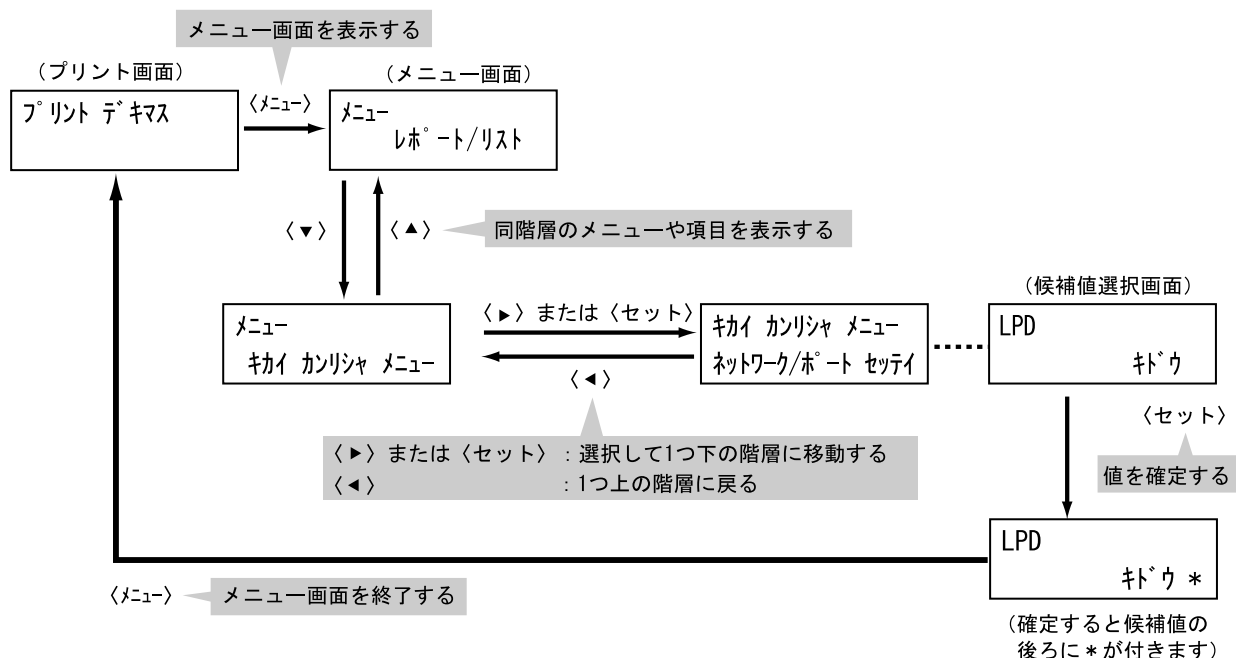 メニュー画面を表示する
（プリント画面）
（メニュー画面）
ﾌﾟﾘﾝﾄ ﾃﾞｷﾏｽ
〈ﾒﾆｭｰ〉
ﾒﾆｭｰ
ﾚﾎﾟｰﾄ/ﾘｽﾄ
〈▼〉
〈▲〉
同階層のメニューや項目を表示する
ﾒﾆｭｰ
ｷｶｲ ｶﾝﾘｼｬ ﾒﾆｭｰ
〈▶〉または〈セット〉
〈◀〉
ｷｶｲ ｶﾝﾘｼｬ ﾒﾆｭｰ
ﾈｯﾄﾜｰｸ/ﾎﾟｰﾄ ｾｯﾃｲ
（候補値選択画面）
LPD
ｷﾄﾞｳ
〈▶〉または〈セット〉：選択して1つ下の階層に移動する
〈◀〉：1つ上の階層に戻る
〈セット〉
値を確定する
LPD
ｷﾄﾞｳ *
（確定すると候補値の
後ろに＊が付きます）
〈ﾒﾆｭｰ〉
メニュー画面を終了する